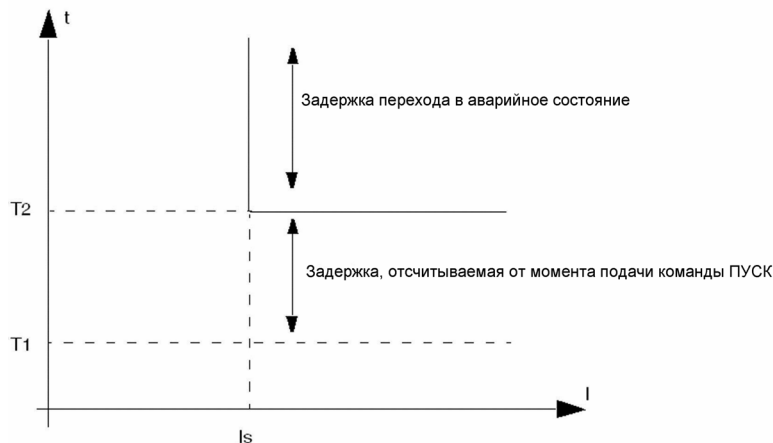 t
Задержка перехода в аварийное состояние
T2
Задержка, отсчитываемая от момента подачи команды ПУСК
T1
I
Is